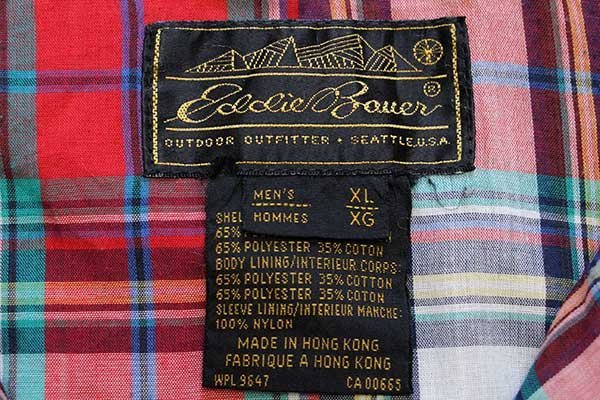 Eddie Bauer®
OUTDOOR OUTFITTER • SEATTLE, U.S.A.
MEN'S XL
HOMMES XG
SHEL
65%
65% POLYESTER 35% COTON
BODY LINING/INTERIEUR CORPS:
65% POLYESTER 35% COTTON
65% POLYESTER 35% COTON
SLEEVE LINING/INTERIEUR MANCHE:
100% NYLON
MADE IN HONG KONG
FABRIQUE A HONG KONG
WPL 9647 CA 00665